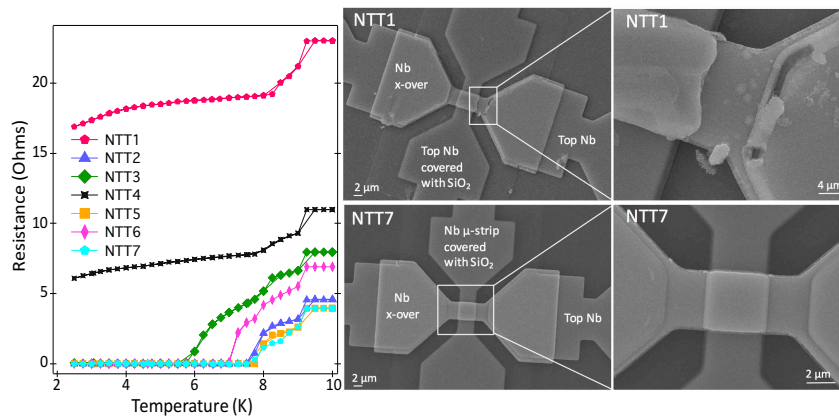 Resistance (Ohms)
20
15
10
5
0
NTT1
NTT2
NTT3
NTT4
NTT5
NTT6
NTT7
2
4
6
8
10
Temperature (K)
NTT1
Nb
x-over
Top Nb
covered
with SiO₂
Top Nb
2 μm
NTT1
4 μm
NTT7
Nb μ-strip
covered
with SiO₂
Nb
x-over
Top Nb
2 μm
NTT7
2 μm